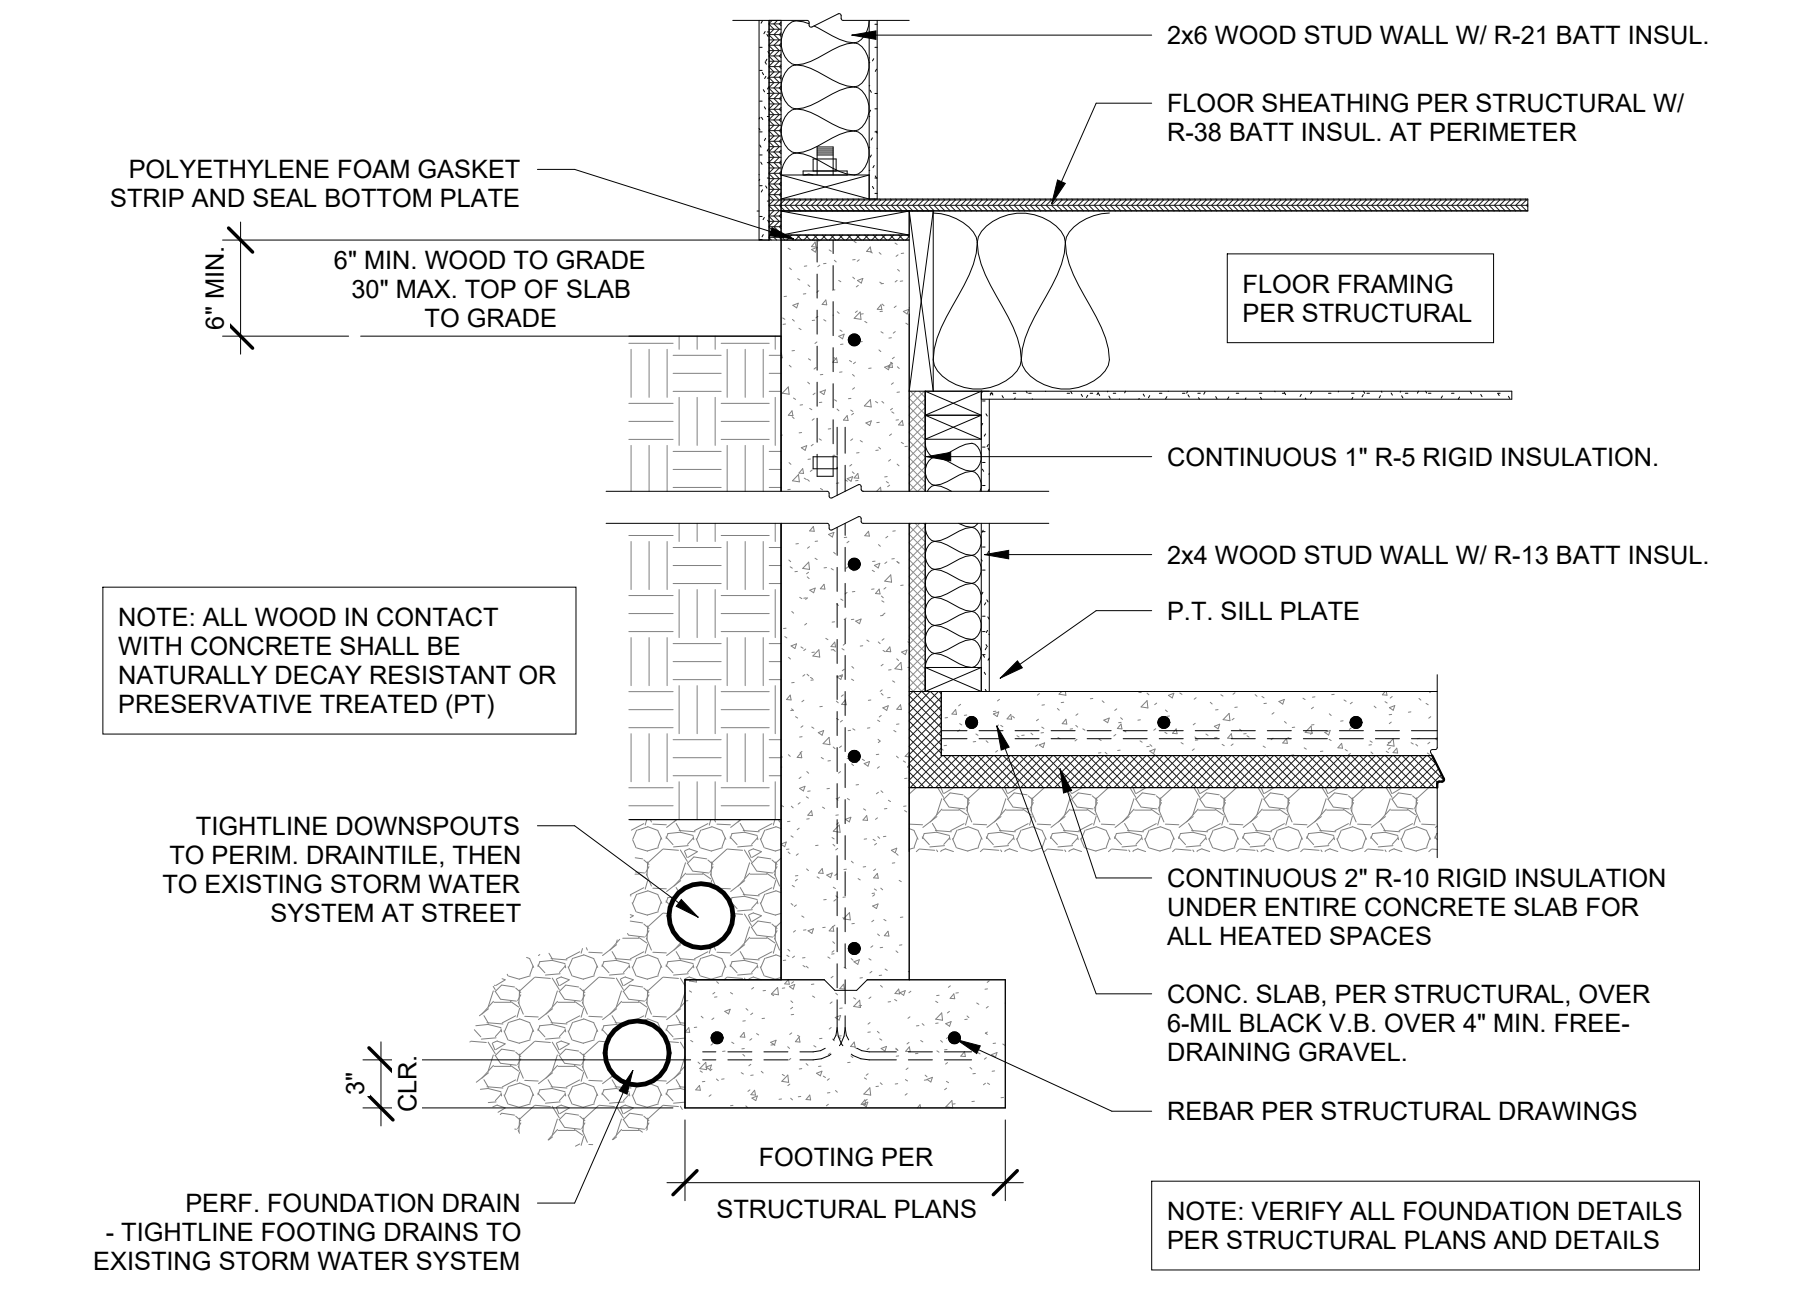 2x6 WOOD STUD WALL W/ R-21 BATT INSUL.
FLOOR SHEATHING PER STRUCTURAL W/
R-38 BATT INSUL. AT PERIMETER
POLYETHYLENE FOAM GASKET
STRIP AND SEAL BOTTOM PLATE
6" MIN.
6" MIN. WOOD TO GRADE
30" MAX. TOP OF SLAB
TO GRADE
FLOOR FRAMING
PER STRUCTURAL
CONTINUOUS 1" R-5 RIGID INSULATION.
2x4 WOOD STUD WALL W/ R-13 BATT INSUL.
P.T. SILL PLATE
NOTE: ALL WOOD IN CONTACT
WITH CONCRETE SHALL BE
NATURALLY DECAY RESISTANT OR
PRESERVATIVE TREATED (PT)
TIGHTLINE DOWNSPOUTS
TO PERIM. DRAINTILE, THEN
TO EXISTING STORM WATER
SYSTEM AT STREET
CONTINUOUS 2" R-10 RIGID INSULATION
UNDER ENTIRE CONCRETE SLAB FOR
ALL HEATED SPACES
CONC. SLAB, PER STRUCTURAL, OVER
6-MIL BLACK V.B. OVER 4" MIN. FREE-
DRAINING GRAVEL.
3"
CLR.
REBAR PER STRUCTURAL DRAWINGS
FOOTING PER
STRUCTURAL PLANS
PERF. FOUNDATION DRAIN
- TIGHTLINE FOOTING DRAINS TO
EXISTING STORM WATER SYSTEM
NOTE: VERIFY ALL FOUNDATION DETAILS
PER STRUCTURAL PLANS AND DETAILS